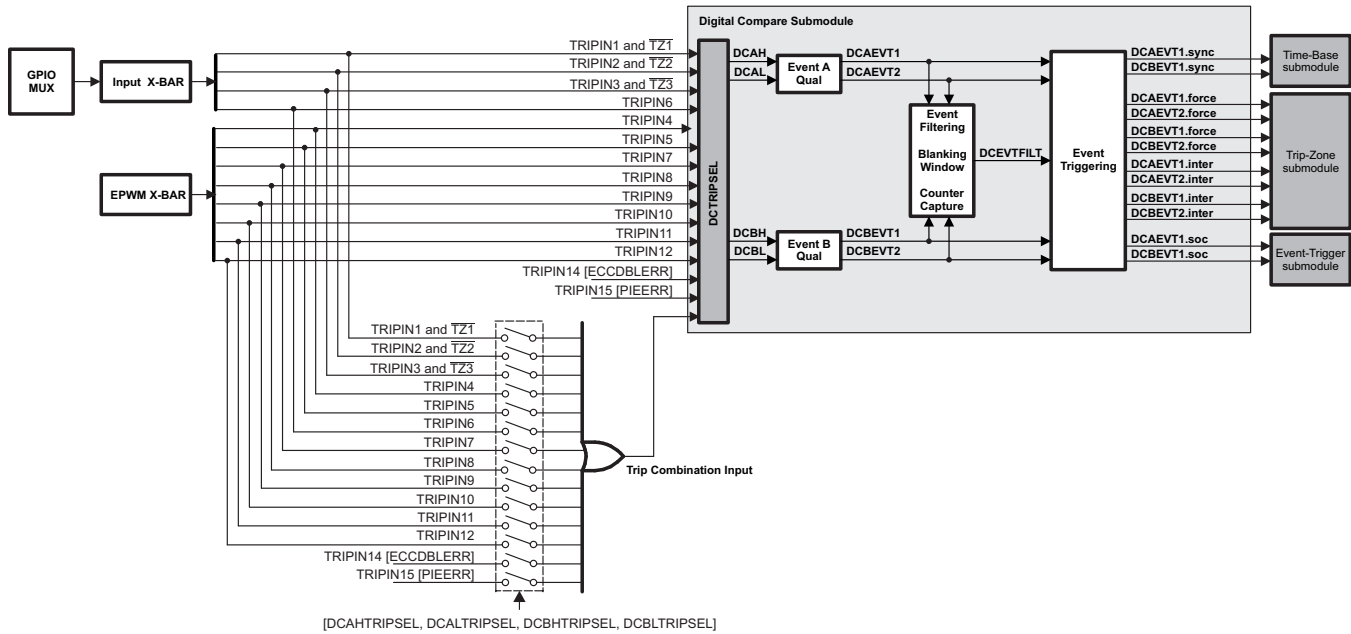 Digital Compare Submodule
GPIO
MUX
Input X-BAR
EPWM X-BAR
TRIPIN1 and TZ1
TRIPIN2 and TZ2
TRIPIN3 and TZ3
TRIPIN6
TRIPIN4
TRIPIN5
TRIPIN7
TRIPIN8
TRIPIN9
TRIPIN10
TRIPIN11
TRIPIN12
TRIPIN14 [ECCDBLERR]
TRIPIN15 [PIEERR]
DCTRIPSEL
DCAH
DCAL
Event A
Qual
DCAEVT1
DCAEVT2
DCBH
DCBL
Event B
Qual
DCBEVT1
DCBEVT2
Event
Filtering
Blanking
Window
Counter
Capture
DCEVTFILT
Event
Triggering
DCAEVT1.sync
DCBEVT1.sync
DCAEVT1.force
DCAEVT2.force
DCBEVT1.force
DCBEVT2.force
DCAEVT1.inter
DCAEVT2.inter
DCBEVT1.inter
DCBEVT2.inter
DCAEVT1.soc
DCBEVT1.soc
Time-Base
submodule
Trip-Zone
submodule
Event-Trigger
submodule
TRIPIN1 and TZ1
TRIPIN2 and TZ2
TRIPIN3 and TZ3
TRIPIN4
TRIPIN5
TRIPIN6
TRIPIN7
TRIPIN8
TRIPIN9
TRIPIN10
TRIPIN11
TRIPIN12
TRIPIN14 [ECCDBLERR]
TRIPIN15 [PIEERR]
Trip Combination Input
[DCAHTRIPSEL, DCALTRIPSEL, DCBHTRIPSEL, DCBLTRIPSEL]